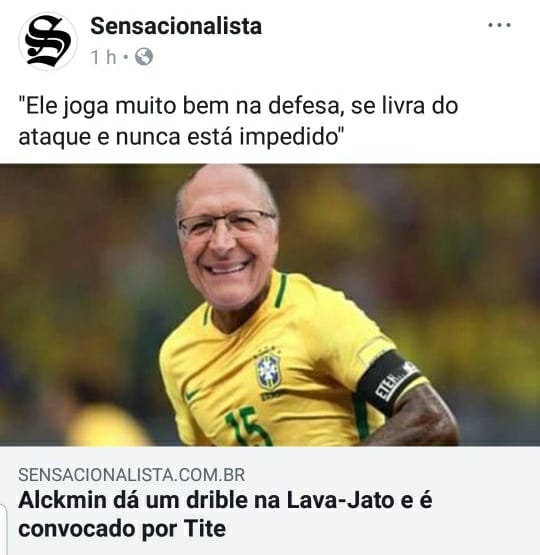 Sensacionalista
1 h
"Ele joga muito bem na defesa, se livra do
ataque e nunca está impedido"
15
SENSACIONALISTA.COM.BR
Alckmin dá um drible na Lava-Jato e é
convocado por Tite